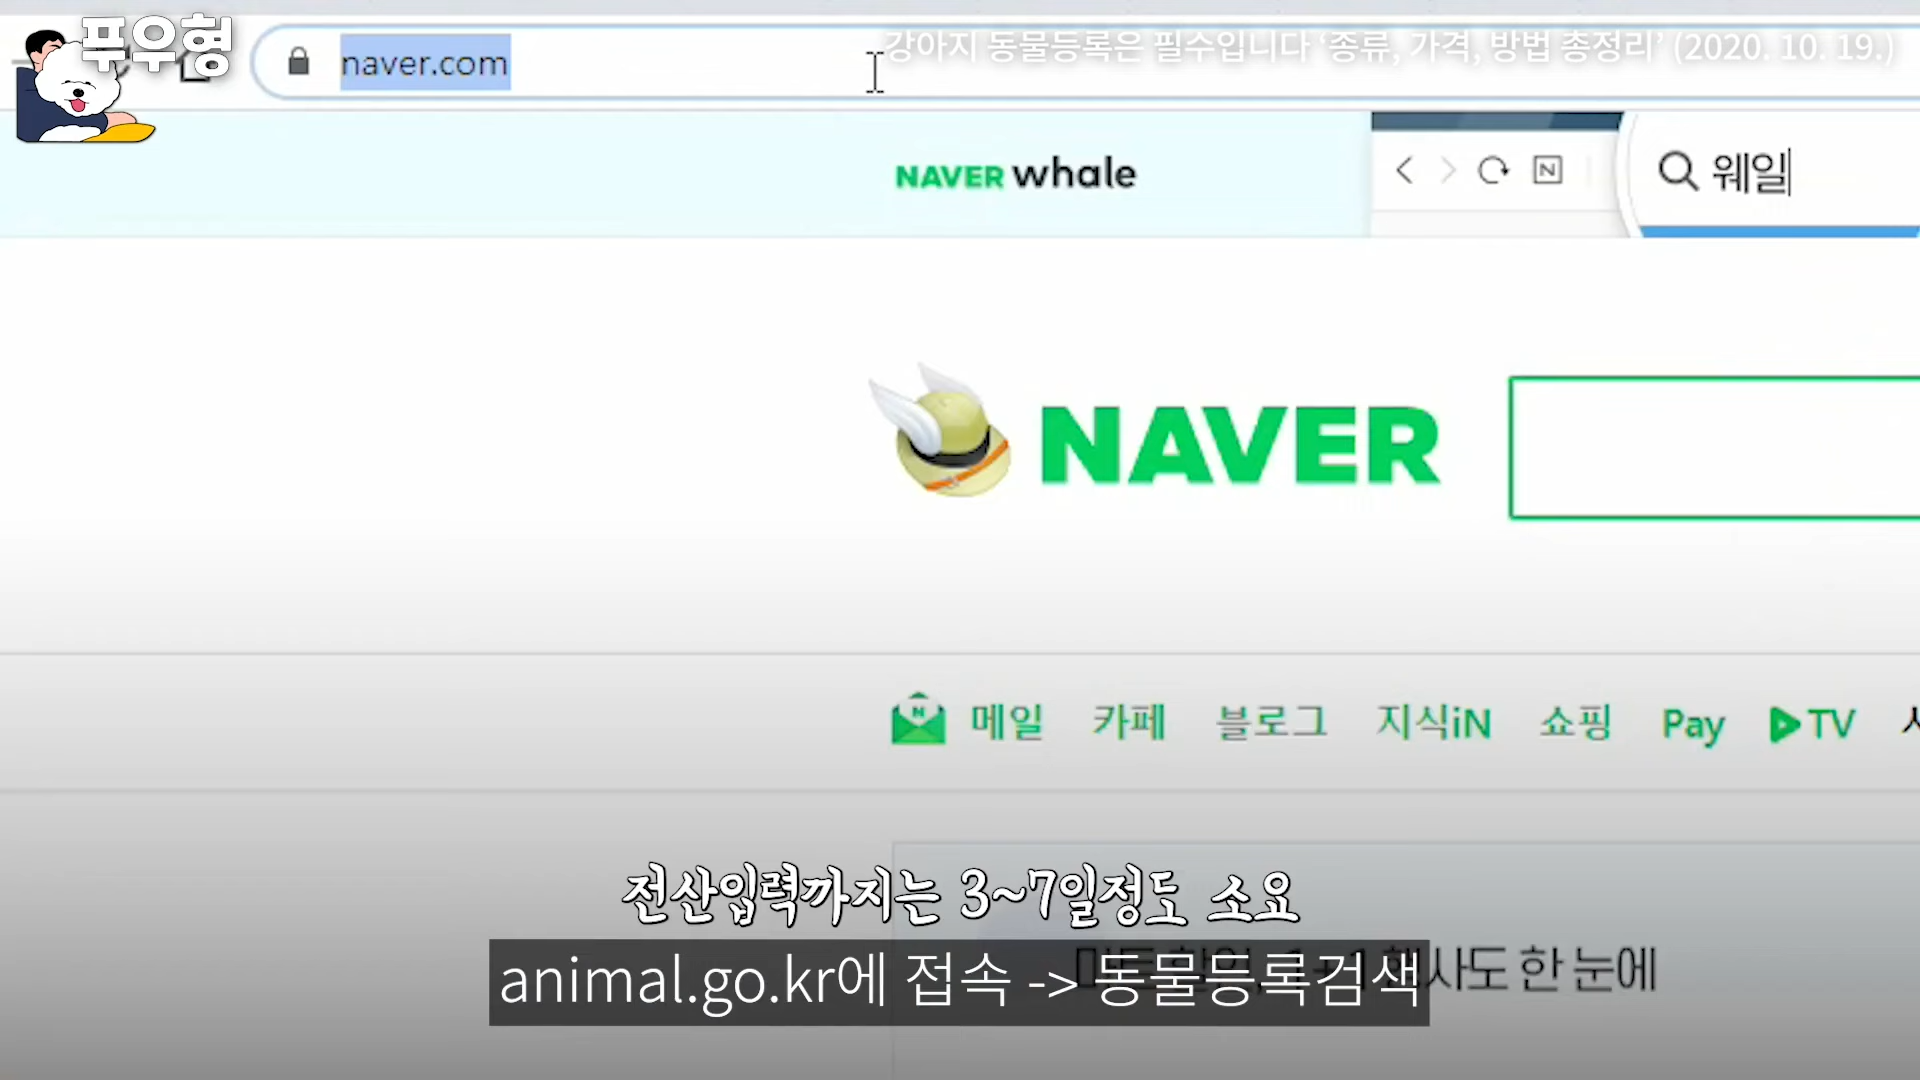 푸우형
naver.com
강아지 동물등록은 필수입니다 ‘종류, 가격, 방법 총정리’ (2020. 10. 19.)
NAVER whale
웨일
NAVER
메일 카페 블로그 지식iN 쇼핑 Pay TV
전산입력까지는 3~7일정도 소요
animal.go.kr에 접속 -> 동물등록검색
한 눈에